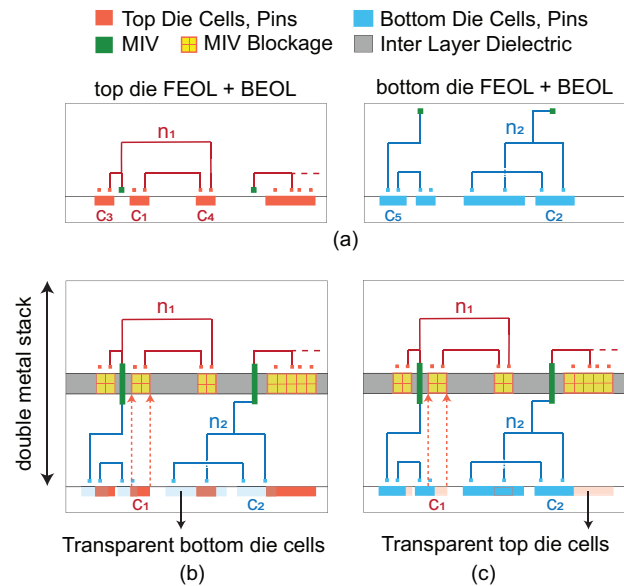 Top Die Cells, Pins
Bottom Die Cells, Pins
MIV
MIV Blockage
Inter Layer Dielectric
top die FEOL + BEOL
bottom die FEOL + BEOL
n₁
n₂
C₃
C₁
C₄
C₅
C₂
(a)
double metal stack
n₁
n₂
C₁
C₂
Transparent bottom die cells
(b)
n₁
n₂
C₁
C₂
Transparent top die cells
(c)